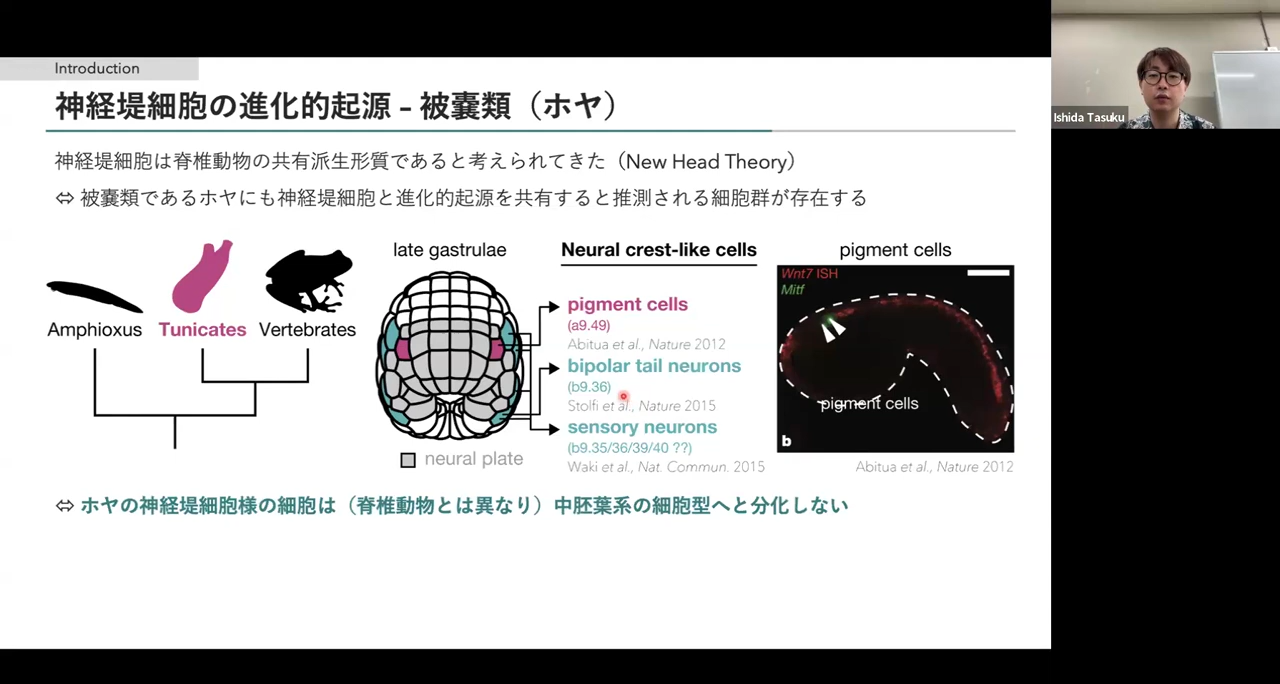 Introduction
神経堤細胞の進化的起源 – 被嚢類（ホヤ）
神経堤細胞は脊椎動物の共有派生形質であると考えられてきた（New Head Theory）
⇔ 被嚢類であるホヤにも神経堤細胞と進化的起源を共有すると推測される細胞群が存在する
Amphioxus
Tunicates
Vertebrates
late gastrulae
neural plate
Neural crest-like cells
pigment cells
(a9.49)
Abitua et al., Nature 2012
bipolar tail neurons
(b9.36)
Stolfi et al., Nature 2015
sensory neurons
(b9.35/36/39/40 ??)
Waki et al., Nat. Commun. 2015
pigment cells
Wnt7 ISH
Mitf
pigment cells
b
Abitua et al., Nature 2012
⇔ ホヤの神経堤細胞様の細胞は（脊椎動物とは異なり）中胚葉系の細胞型へと分化しない
Ishida Tasuku